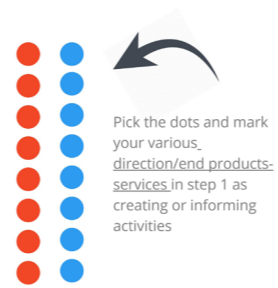 Pick the dots and mark
your various
direction/end products-
services in step 1 as
creating or informing
activities